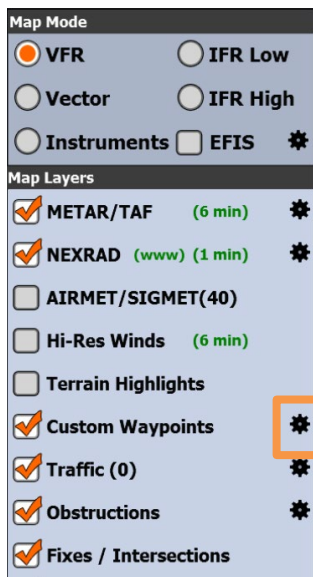 Map Mode
VFR IFR Low
Vector IFR High
Instruments EFIS
Map Layers
METAR/TAF (6 min)
NEXRAD (www) (1 min)
AIRMET/SIGMET(40)
Hi-Res Winds (6 min)
Terrain Highlights
Custom Waypoints
Traffic (0)
Obstructions
Fixes / Intersections